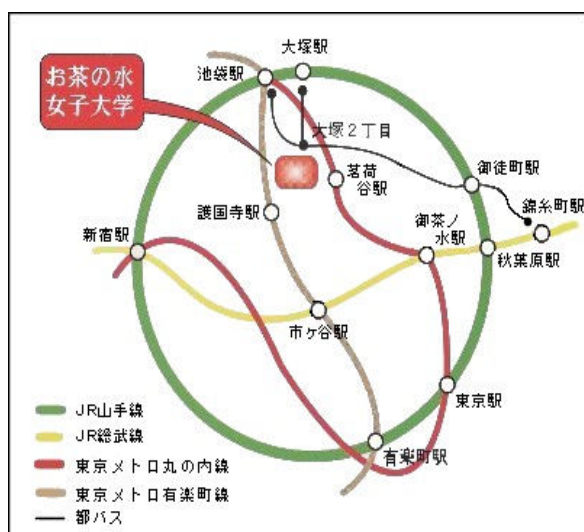 お茶の水
女子大学
大塚駅
池袋駅
大塚２丁目
茗荷
谷駅
御徒町駅
護国寺駅
錦糸町駅
新宿駅
御茶ノ
水駅
秋葉原駅
市ヶ谷駅
東京駅
有楽町駅
JR山手線
JR総武線
東京メトロ丸の内線
東京メトロ有楽町線
都バス